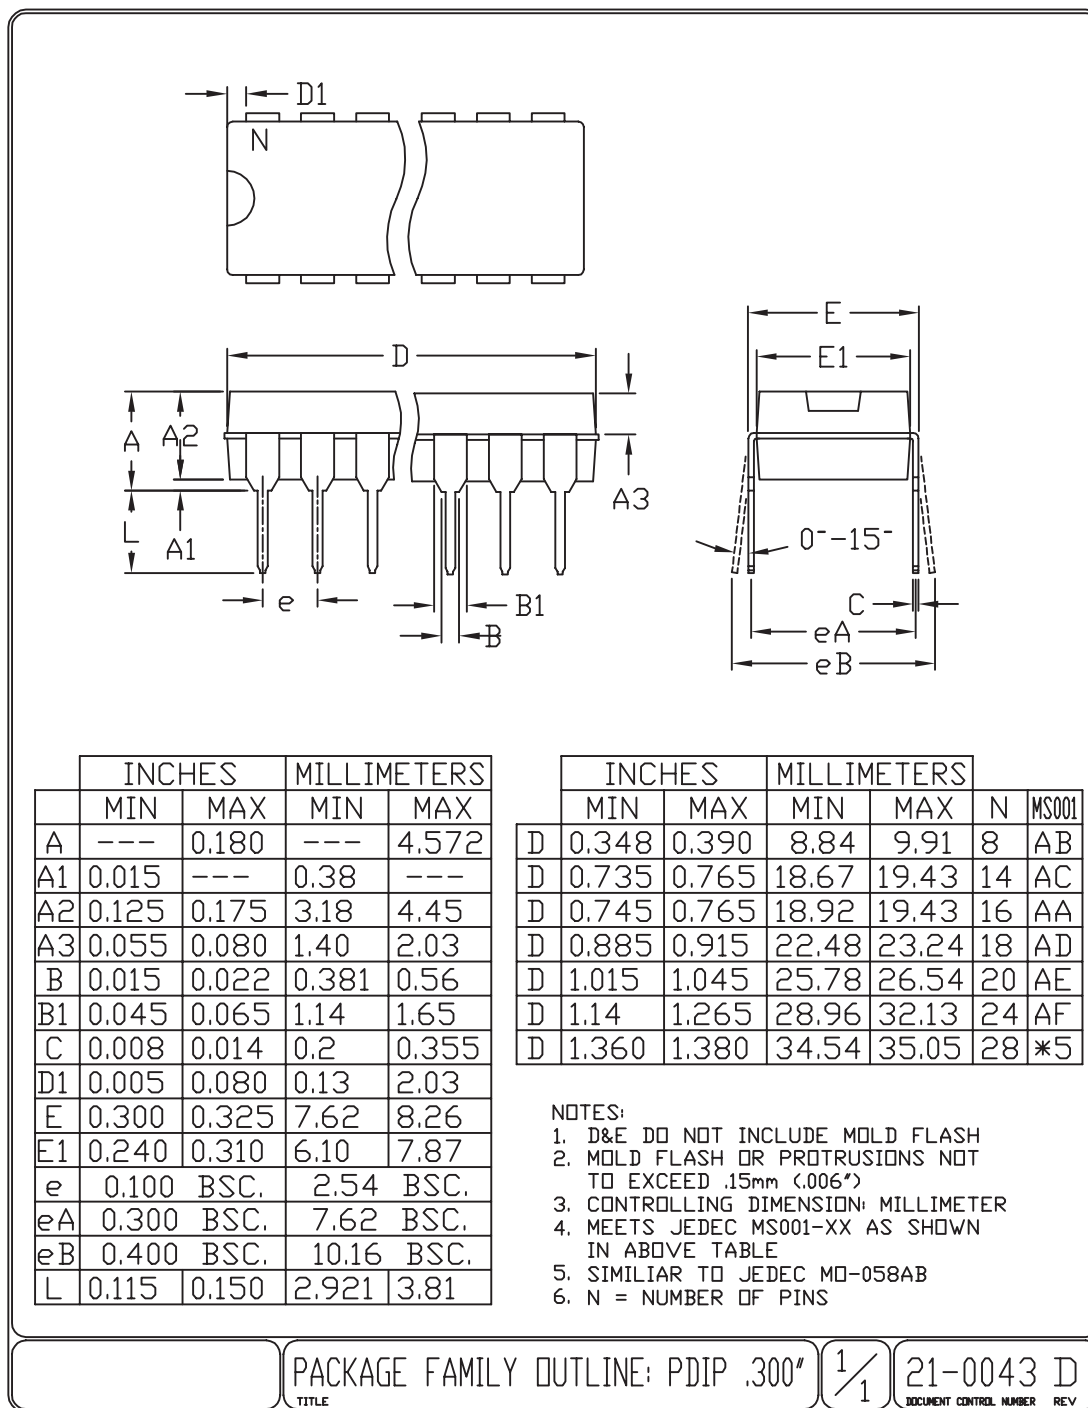 D1
N
E
D
E1
A
A2
A3
L
A1
0°-15°
e
B1
B
C
eA
eB
INCHES MILLIMETERS
MIN MAX MIN MAX
A --- 0.180 --- 4.572
A1 0.015 --- 0.38 ---
A2 0.125 0.175 3.18 4.45
A3 0.055 0.080 1.40 2.03
B 0.015 0.022 0.381 0.56
B1 0.045 0.065 1.14 1.65
C 0.008 0.014 0.2 0.355
D1 0.005 0.080 0.13 2.03
E 0.300 0.325 7.62 8.26
E1 0.240 0.310 6.10 7.87
e 0.100 BSC. 2.54 BSC.
eA 0.300 BSC. 7.62 BSC.
eB 0.400 BSC. 10.16 BSC.
L 0.115 0.150 2.921 3.81
INCHES MILLIMETERS
MIN MAX MIN MAX N MS001
D 0.348 0.390 8.84 9.91 8 AB
D 0.735 0.765 18.67 19.43 14 AC
D 0.745 0.765 18.92 19.43 16 AA
D 0.885 0.915 22.48 23.24 18 AD
D 1.015 1.045 25.78 26.54 20 AE
D 1.14 1.265 28.96 32.13 24 AF
D 1.360 1.380 34.54 35.05 28 *5
NOTES:
1. D&E DO NOT INCLUDE MOLD FLASH
2. MOLD FLASH OR PROTRUSIONS NOT
TO EXCEED .15mm (.006")
3. CONTROLLING DIMENSION: MILLIMETER
4. MEETS JEDEC MS001-XX AS SHOWN
IN ABOVE TABLE
5. SIMILIAR TO JEDEC MO-058AB
6. N = NUMBER OF PINS
PACKAGE FAMILY OUTLINE: PDIP .300"
TITLE
1/1
21-0043 D
DOCUMENT CONTROL NUMBER REV